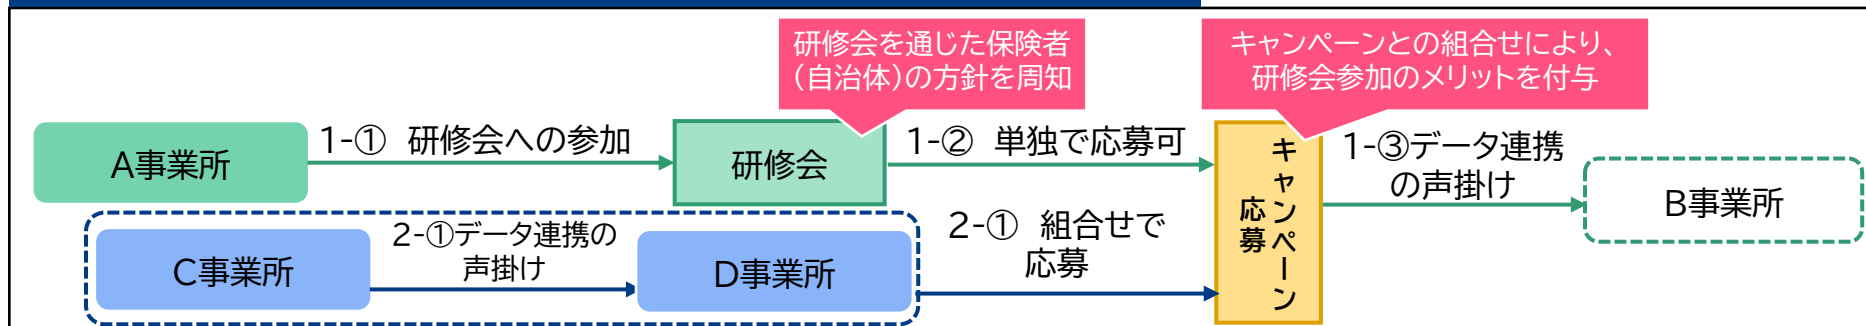 研修会を通じた保険者
（自治体）の方針を周知
キャンペーンとの組合せにより、
研修会参加のメリットを付与
A事業所
1-①　研修会への参加
研修会
1-②　単独で応募可
キャンペーン
応募
1-③データ連携
の声掛け
B事業所
C事業所
2-①データ連携の
声掛け
D事業所
2-①　組合せで
応募